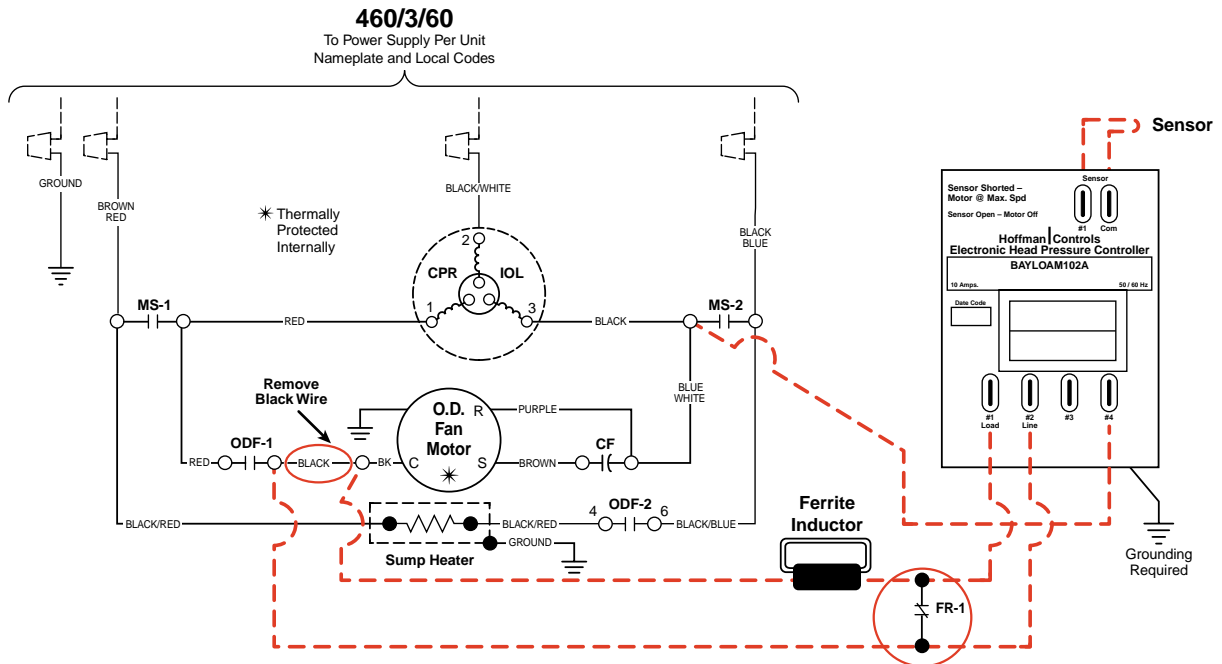 460/3/60
To Power Supply Per Unit
Nameplate and Local Codes
GROUND
BROWN
RED
BLACK/WHITE
BLACK
BLUE
✳ Thermally
Protected
Internally
2
CPR
IOL
1
3
MS-1
RED
BLACK
MS-2
Remove
Black Wire
BLUE
WHITE
O.D.
Fan
Motor
✳
R
PURPLE
C
S
RED
ODF-1
BLACK
BK
BROWN
CF
BLACK/RED
BLACK/RED
4
ODF-2
6
BLACK/BLUE
GROUND
Sump Heater
Ferrite
Inductor
FR-1
Sensor
Sensor
Sensor Shorted –
Motor @ Max. Spd
Sensor Open – Motor Off
#1
Com
Hoffman Controls
Electronic Head Pressure Controller
BAYLOAM102A
10 Amps.
50 / 60 Hz
Date Code
#1
Load
#2
Line
#3
#4
Grounding
Required